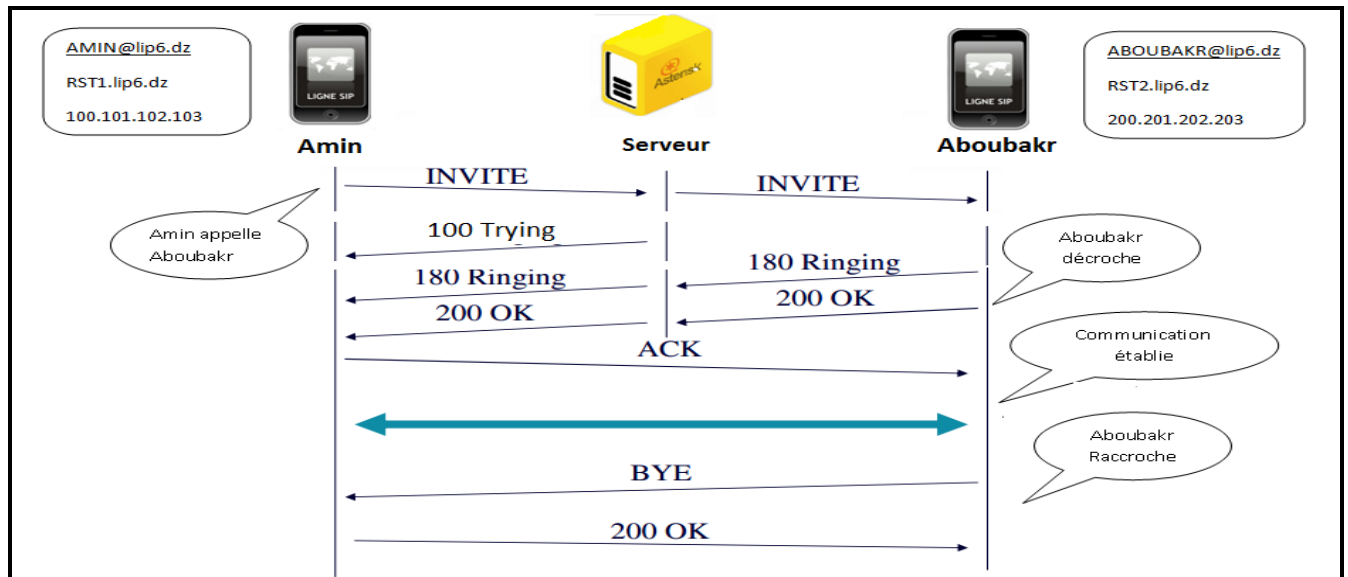 AMIN@lip6.dz
RST1.lip6.dz
100.101.102.103
LIGNE SIP
Asterisk
LIGNE SIP
ABOUBAKR@lip6.dz
RST2.lip6.dz
200.201.202.203
Amin
Serveur
Aboubakr
INVITE
INVITE
Amin appelle
Aboubakr
100 Trying
Aboubakr
décroche
180 Ringing
180 Ringing
200 OK
200 OK
Communication
établie
ACK
Aboubakr
Raccroche
BYE
200 OK